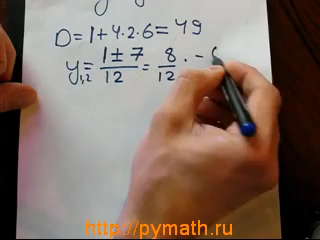 D=1+4·2·6=49
y₁,₂=(1±7)/12=8/12·-
http://pymath.ru